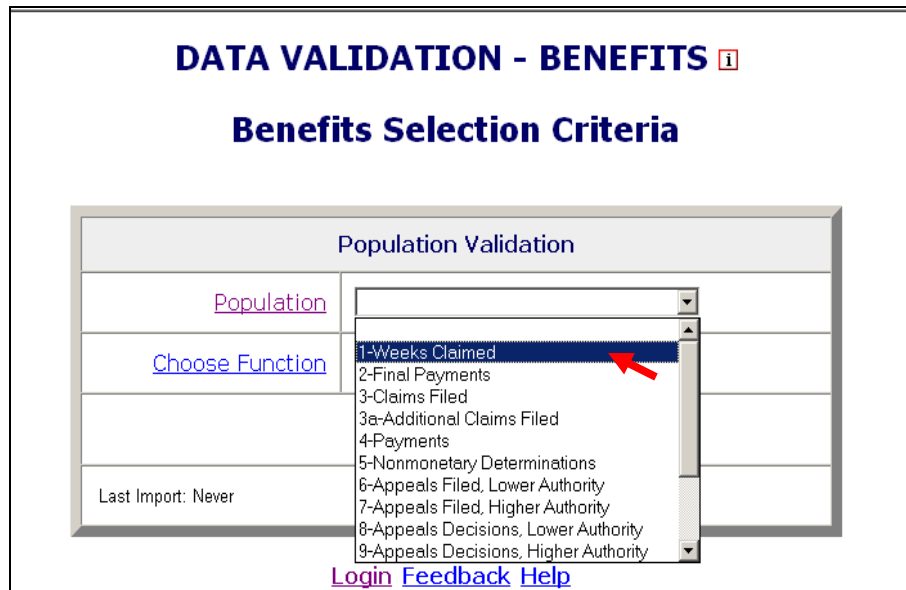 DATA VALIDATION - BENEFITS i
Benefits Selection Criteria
Population Validation
Population
Choose Function
1-Weeks Claimed
2-Final Payments
3-Claims Filed
3a-Additional Claims Filed
4-Payments
5-Nonmonetary Determinations
6-Appeals Filed, Lower Authority
7-Appeals Filed, Higher Authority
8-Appeals Decisions, Lower Authority
9-Appeals Decisions, Higher Authority
Last Import: Never
Login Feedback Help